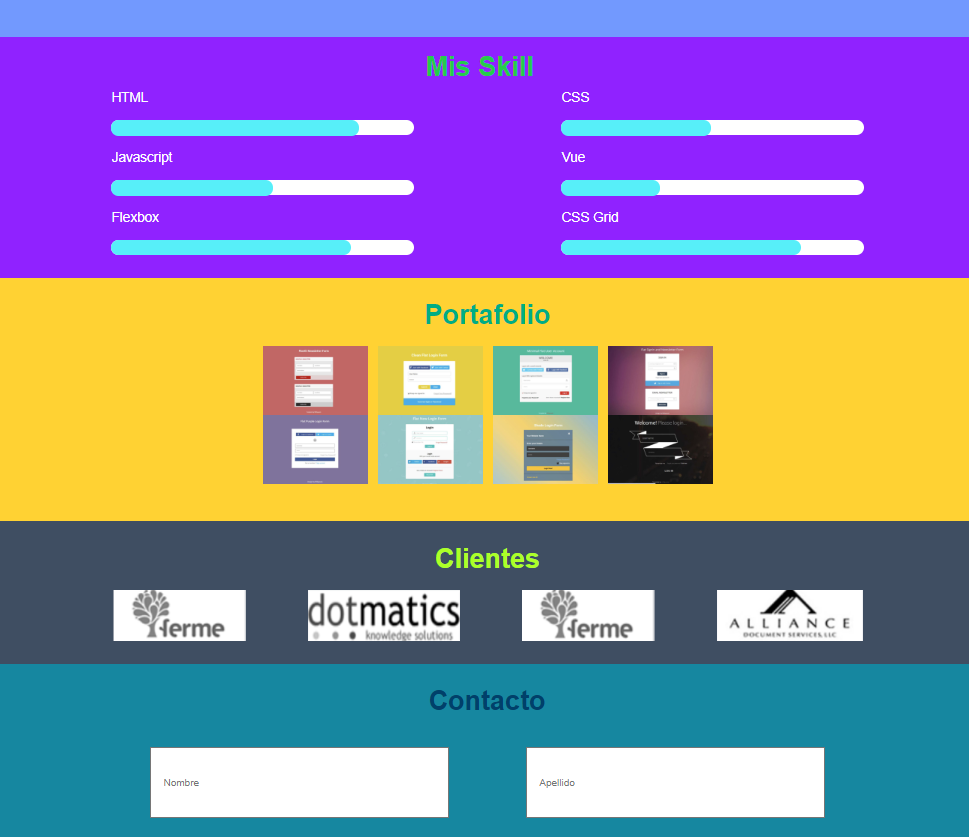 Mis Skill
HTML
CSS
Javascript
Vue
Flexbox
CSS Grid
Portafolio
Login
Welcome! Please login.
Clientes
ferme
dotmatics
knowledge solutions
ferme
ALLIANCE
DOCUMENT SERVICES, LLC
Contacto
Nombre
Apellido